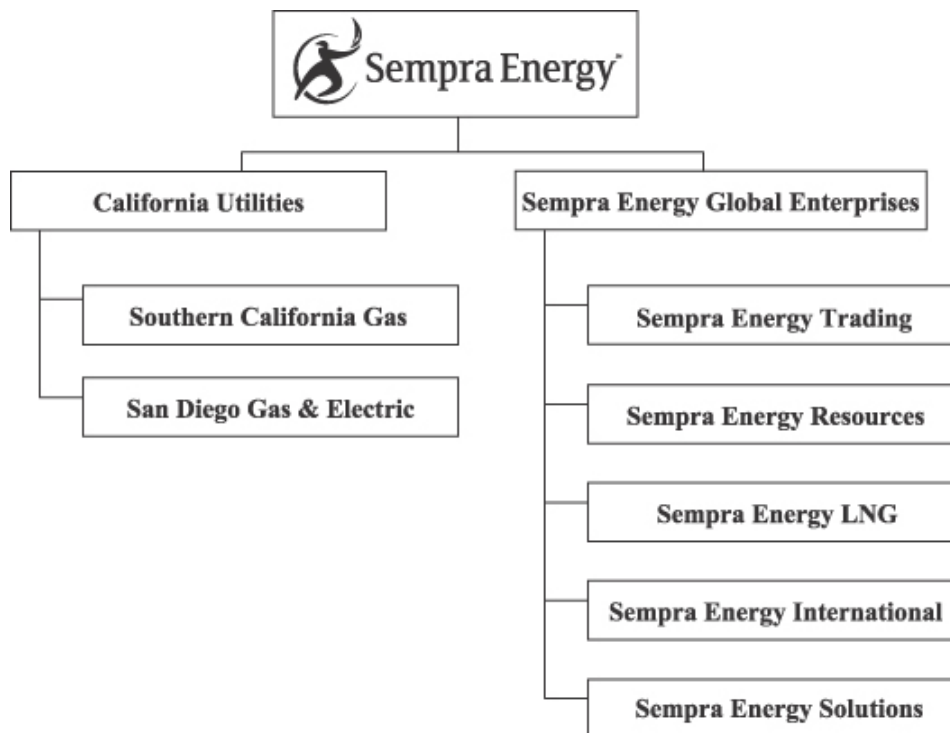 Sempra Energy™
California Utilities
Sempra Energy Global Enterprises
Southern California Gas
San Diego Gas & Electric
Sempra Energy Trading
Sempra Energy Resources
Sempra Energy LNG
Sempra Energy International
Sempra Energy Solutions